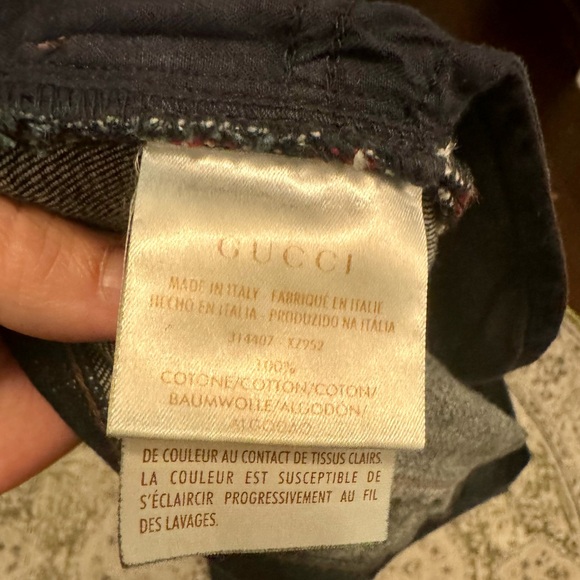 GUCCI
MADE IN ITALY - FABRIQUÉ EN ITALIE
HECHO EN ITALIA - PRODUZIDO NA ITÁLIA
314407 - XZ952
100%
COTONE/COTTON/COTON/
BAUMWOLLE/ALGODÓN/
ALGODAO
DE COULEUR AU CONTACT DE TISSUS CLAIRS.
LA COULEUR EST SUSCEPTIBLE DE
S'ÉCLAIRCIR PROGRESSIVEMENT AU FIL
DES LAVAGES.